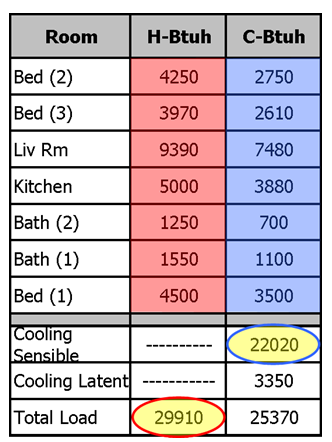 Room H-Btuh C-Btuh
Bed (2) 4250 2750
Bed (3) 3970 2610
Liv Rm 9390 7480
Kitchen 5000 3880
Bath (2) 1250 700
Bath (1) 1550 1100
Bed (1) 4500 3500
Cooling
Sensible ---------- 22020
Cooling Latent ----------- 3350
Total Load 29910 25370